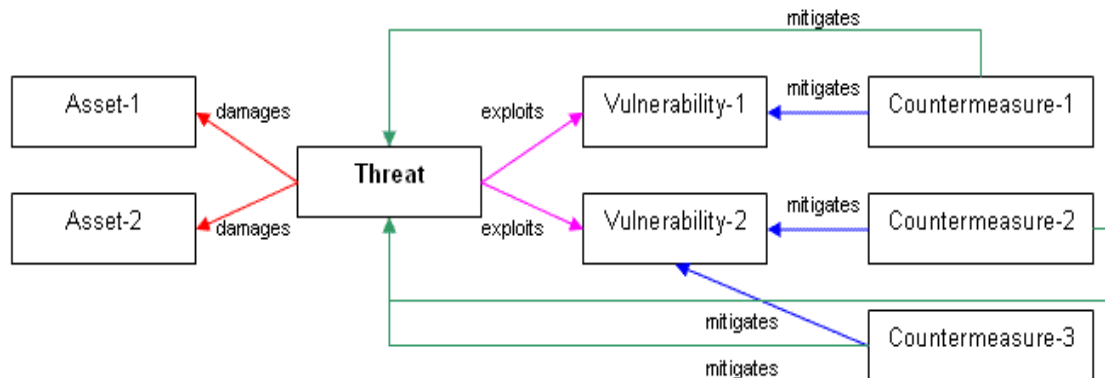 mitigates
Asset-1
damages
exploits
Vulnerability-1
mitigates
Countermeasure-1
Threat
Asset-2
damages
exploits
Vulnerability-2
mitigates
Countermeasure-2
mitigates
Countermeasure-3
mitigates